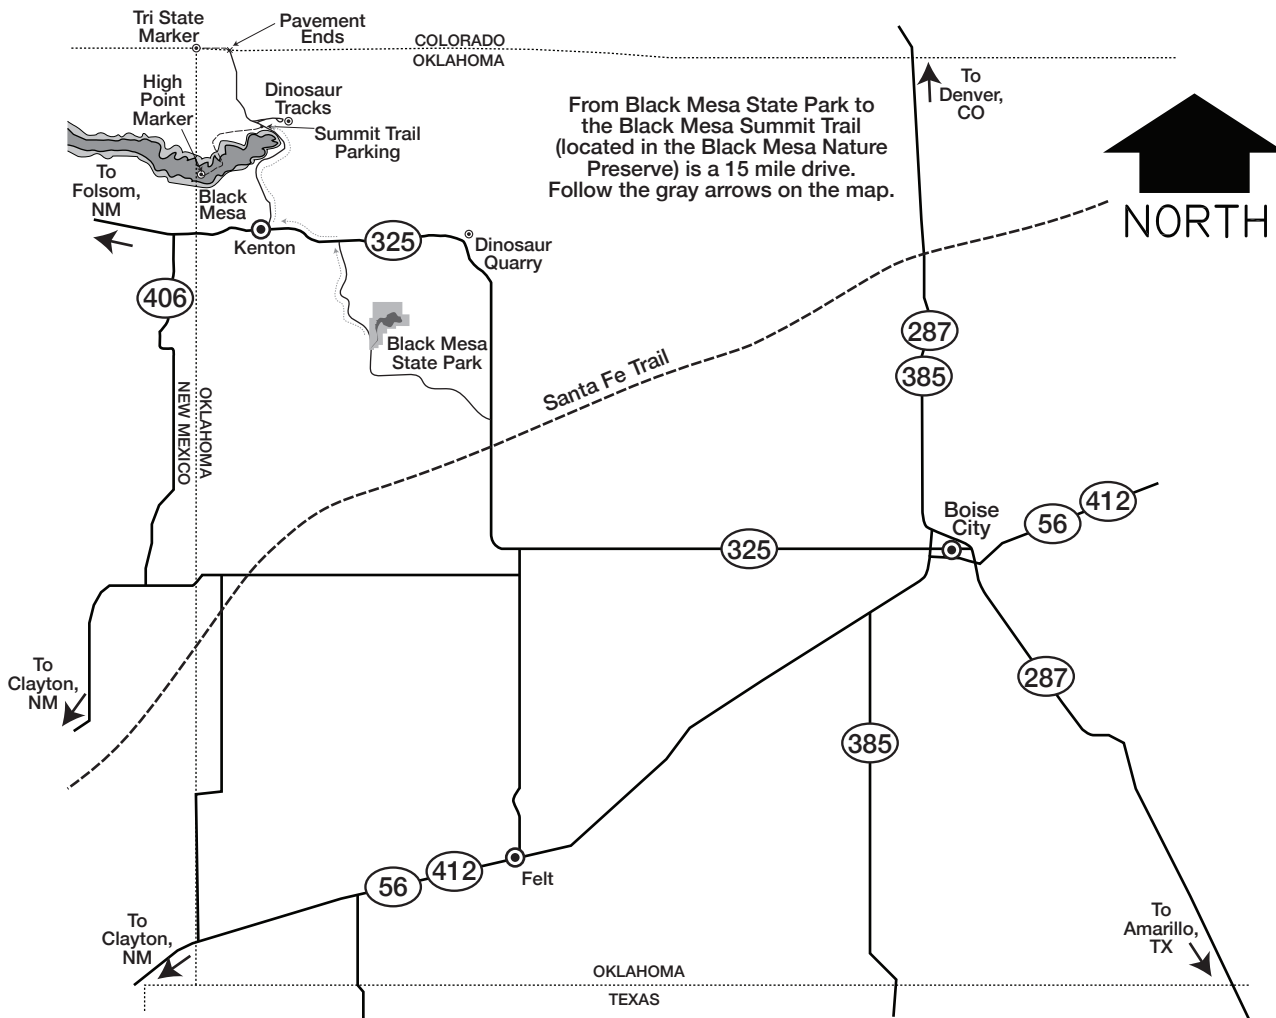 Tri State
Marker
Pavement
Ends
COLORADO
OKLAHOMA
High
Point
Marker
Dinosaur
Tracks
Summit Trail
Parking
To
Denver,
CO
From Black Mesa State Park to
the Black Mesa Summit Trail
(located in the Black Mesa Nature
Preserve) is a 15 mile drive.
Follow the gray arrows on the map.
NORTH
To
Folsom,
NM
Black
Mesa
Kenton
325
Dinosaur
Quarry
406
287
385
Black Mesa
State Park
Santa Fe Trail
OKLAHOMA
NEW MEXICO
Boise
City
56
412
325
To
Clayton,
NM
287
385
412
56
Felt
To
Clayton,
NM
To
Amarillo,
TX
OKLAHOMA
TEXAS